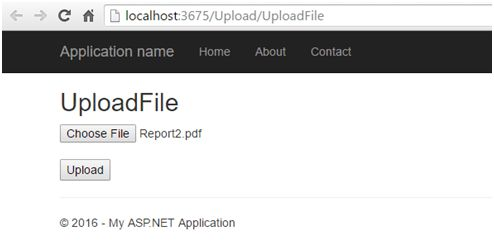 localhost:3675/Upload/UploadFile
Application name Home About Contact
UploadFile
Choose File Report2.pdf
Upload
© 2016 - My ASP.NET Application